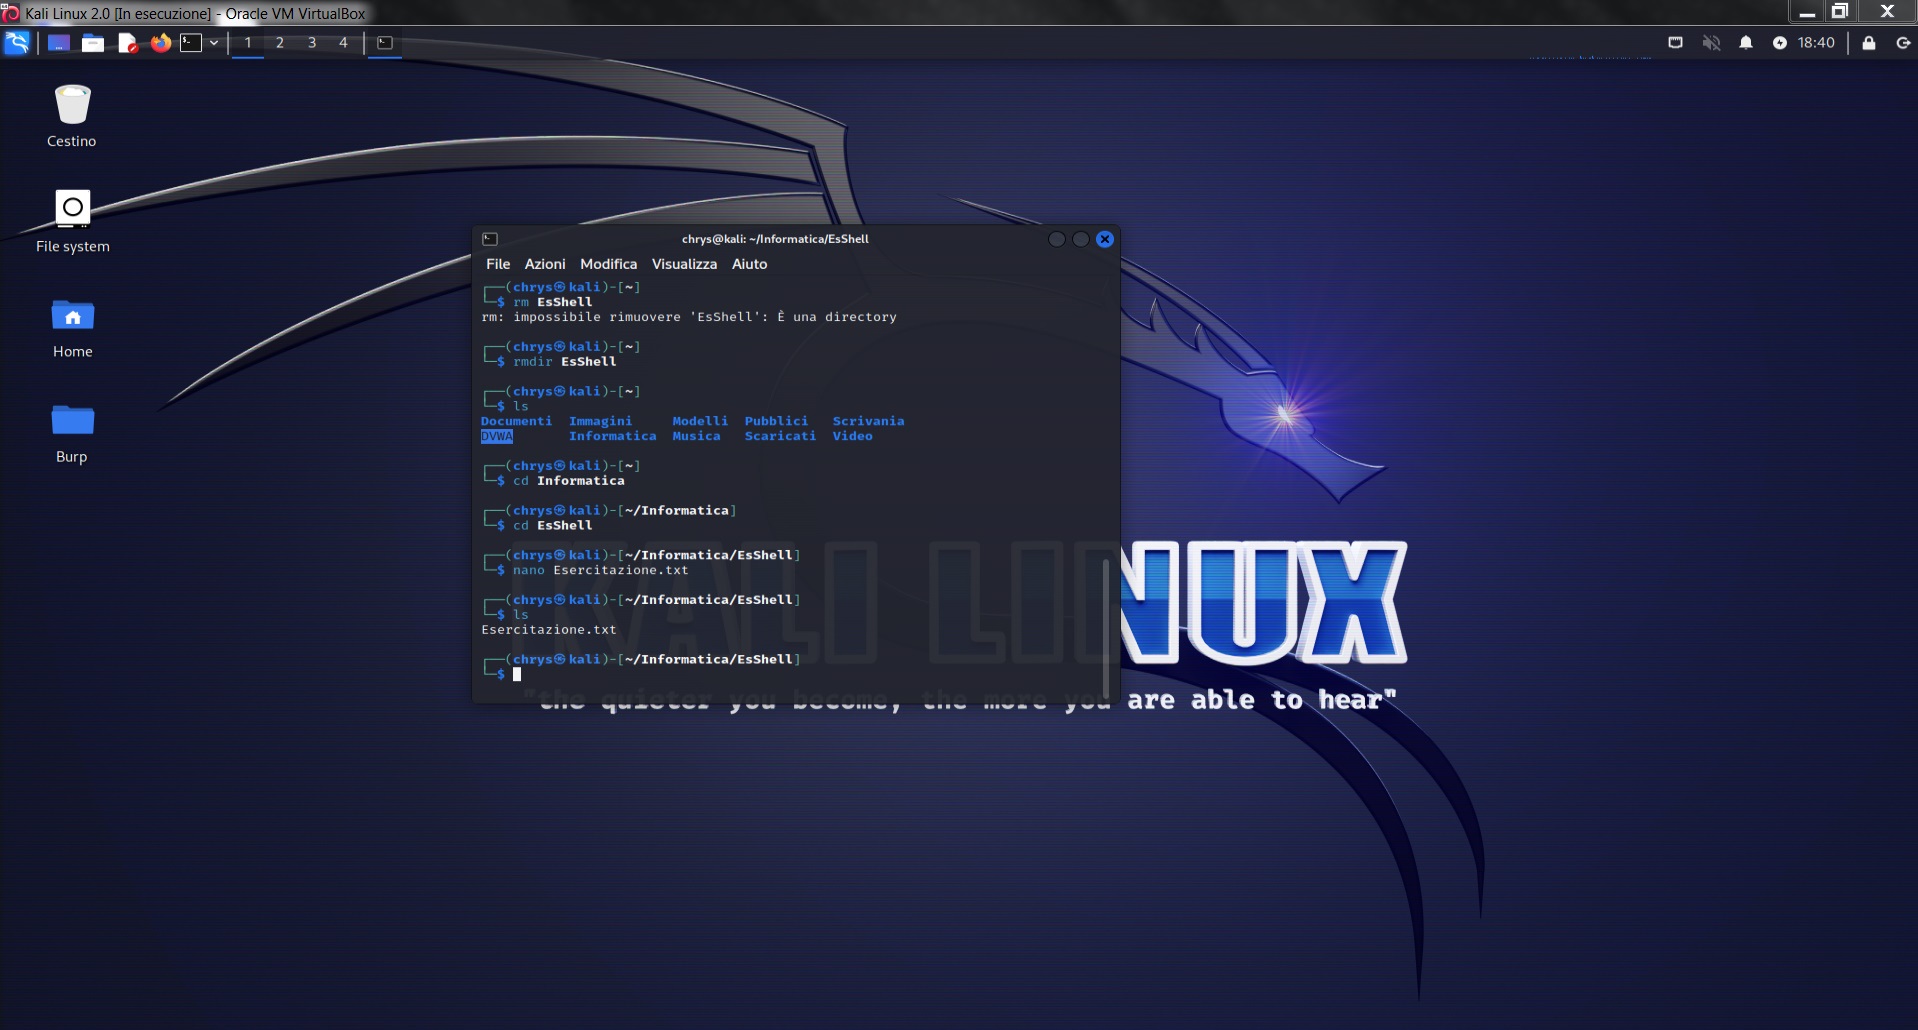 Kali Linux 2.0 [In esecuzione] - Oracle VM VirtualBox
1 2 3 4
18:40
Cestino
File system
Home
Burp
chrys@kali: ~/Informatica/EsShell
File Azioni Modifica Visualizza Aiuto
┌──(chrys㉿kali)-[~]
└─$ rm EsShell
rm: impossibile rimuovere 'EsShell': È una directory
┌──(chrys㉿kali)-[~]
└─$ rmdir EsShell
┌──(chrys㉿kali)-[~]
└─$ ls
Documenti Immagini Modelli Pubblici Scrivania
DVWA Informatica Musica Scaricati Video
┌──(chrys㉿kali)-[~]
└─$ cd Informatica
┌──(chrys㉿kali)-[~/Informatica]
└─$ cd EsShell
┌──(chrys㉿kali)-[~/Informatica/EsShell]
└─$ nano Esercitazione.txt
┌──(chrys㉿kali)-[~/Informatica/EsShell]
└─$ ls
Esercitazione.txt
┌──(chrys㉿kali)-[~/Informatica/EsShell]
└─$
KALI LINUX
"the quieter you become, the more you are able to hear"